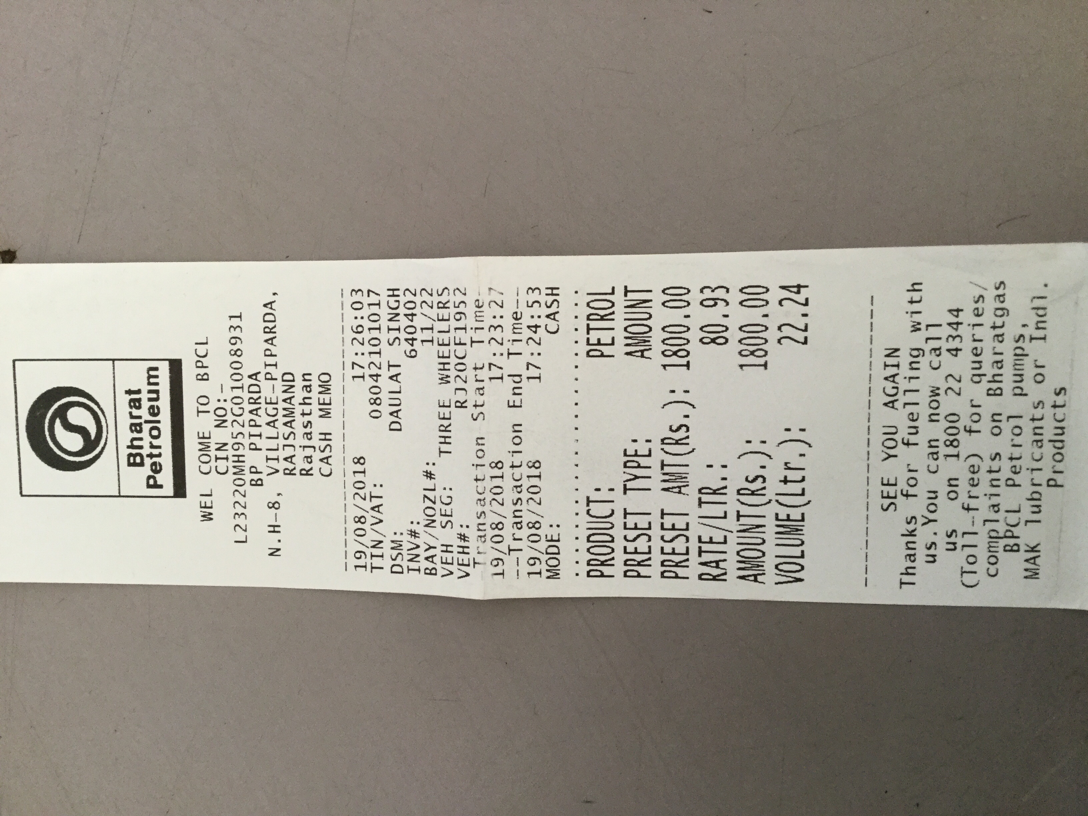 Bharat
Petroleum
WEL COME TO BPCL
CIN NO:-
L23220MH952GO1008931
BP PIPARDA
N.H-8, VILLAGE-PIPARDA,
RAJSAMAND
Rajasthan
CASH MEMO
--------------------------------
19/08/2018 17:26:03
TIN/VAT: 08042101017
DSM: DAULAT SINGH
INV#: 640402
BAY/NOZL#: 11/22
VEH SEG: THREE WHEELERS
VEH#: RJ20CF1952
Transaction Start Time
19/08/2018 17:23:27
--Transaction End Time--
19/08/2018 17:24:53
MODE: CASH
................................
PRODUCT: PETROL
PRESET TYPE: AMOUNT
PRESET AMT(Rs.): 1800.00
RATE/LTR.: 80.93
AMOUNT(Rs.): 1800.00
VOLUME(Ltr.): 22.24
--------------------------------
SEE YOU AGAIN
Thanks for fuelling with
us.You can now call
us on 1800 22 4344
(Toll-free) for queries/
complaints on Bharatgas
BPCL Petrol pumps,
MAK lubricants or Indl.
Products